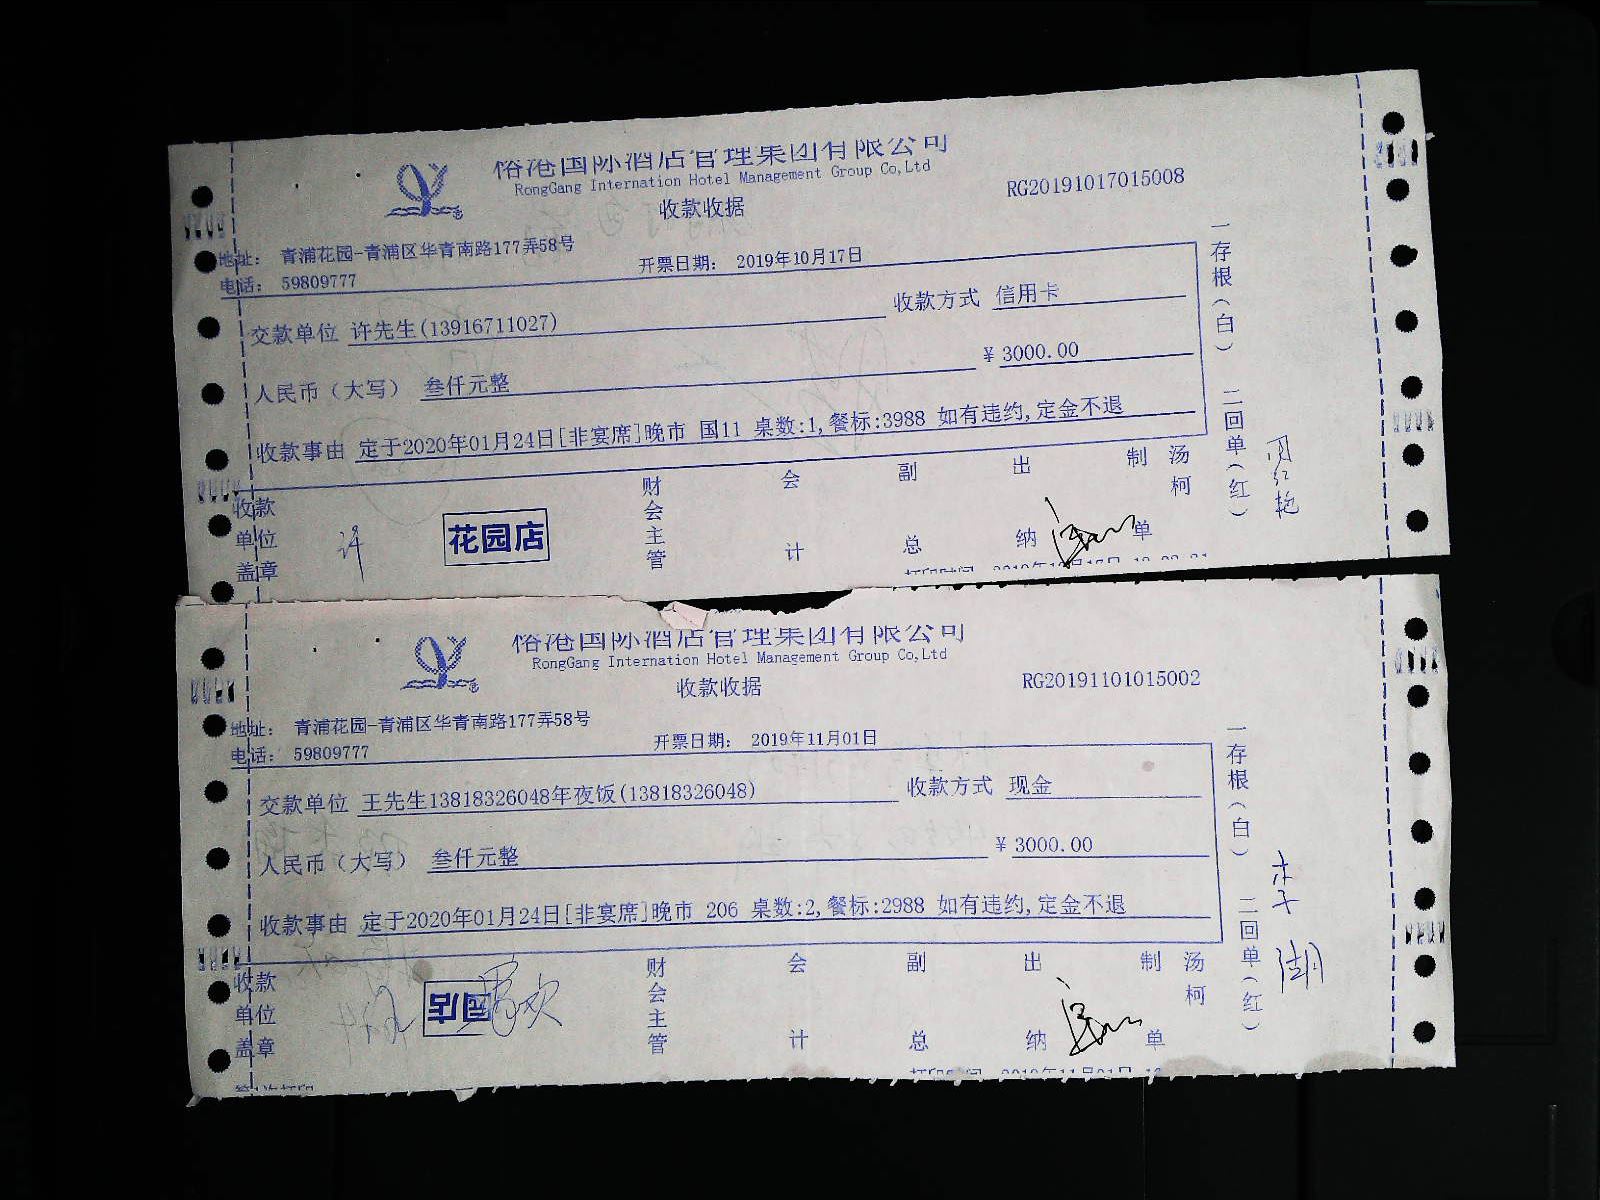 俗港国际酒店管理集团有限公司
RongGang Internation Hotel Management Group Co,Ltd
收款收据
RG20191017015008
地址： 青浦花园-青浦区华青南路177弄58号
电话： 59809777
开票日期： 2019年10月17日
交款单位 许先生(13916711027)
收款方式 信用卡
人民币（大写） 叁仟元整
¥ 3000.00
收款事由 定于2020年01月24日[非宴席]晚市 国11 桌数:1,餐标:3988 如有违约,定金不退
一存根（白） 二回单（红）
收款单位盖章
许
花园店
财会主管
会计
副总
出纳
制单
汤柯
俗港国际酒店管理集团有限公司
RongGang Internation Hotel Management Group Co,Ltd
收款收据
RG20191101015002
地址： 青浦花园-青浦区华青南路177弄58号
电话： 59809777
开票日期： 2019年11月01日
交款单位 王先生13818326048年夜饭(13818326048)
收款方式 现金
人民币（大写） 叁仟元整
¥ 3000.00
收款事由 定于2020年01月24日[非宴席]晚市 206 桌数:2,餐标:2988 如有违约,定金不退
一存根（白） 二回单（红）
李湖
收款单位盖章
园店
财会主管
会计
副总
出纳
制单
汤柯